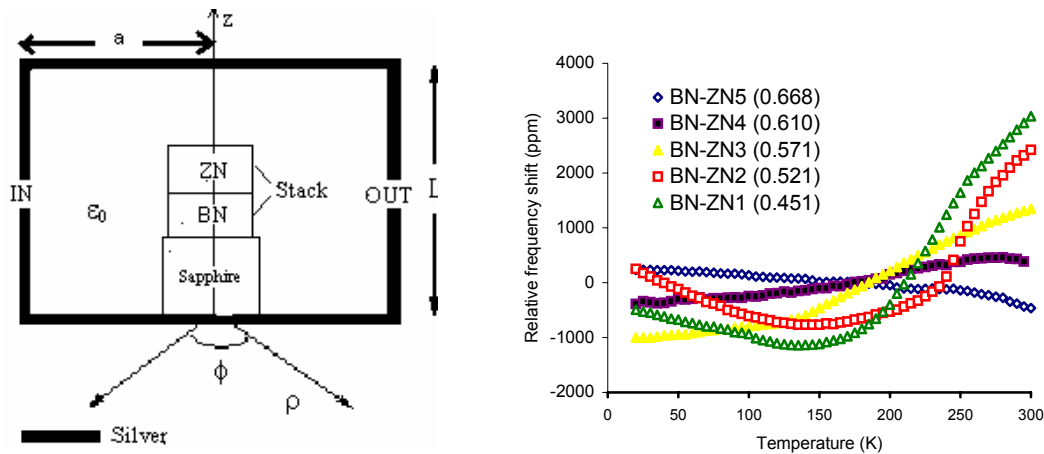 a
z
ZN
Stack
IN
OUT
L
ε0
BN
Sapphire
ϕ
ρ
Silver
4000
3000
2000
1000
0
-1000
-2000
Relative frequency shift (ppm)
BN-ZN5 (0.668)
BN-ZN4 (0.610)
BN-ZN3 (0.571)
BN-ZN2 (0.521)
BN-ZN1 (0.451)
0 50 100 150 200 250 300
Temperature (K)